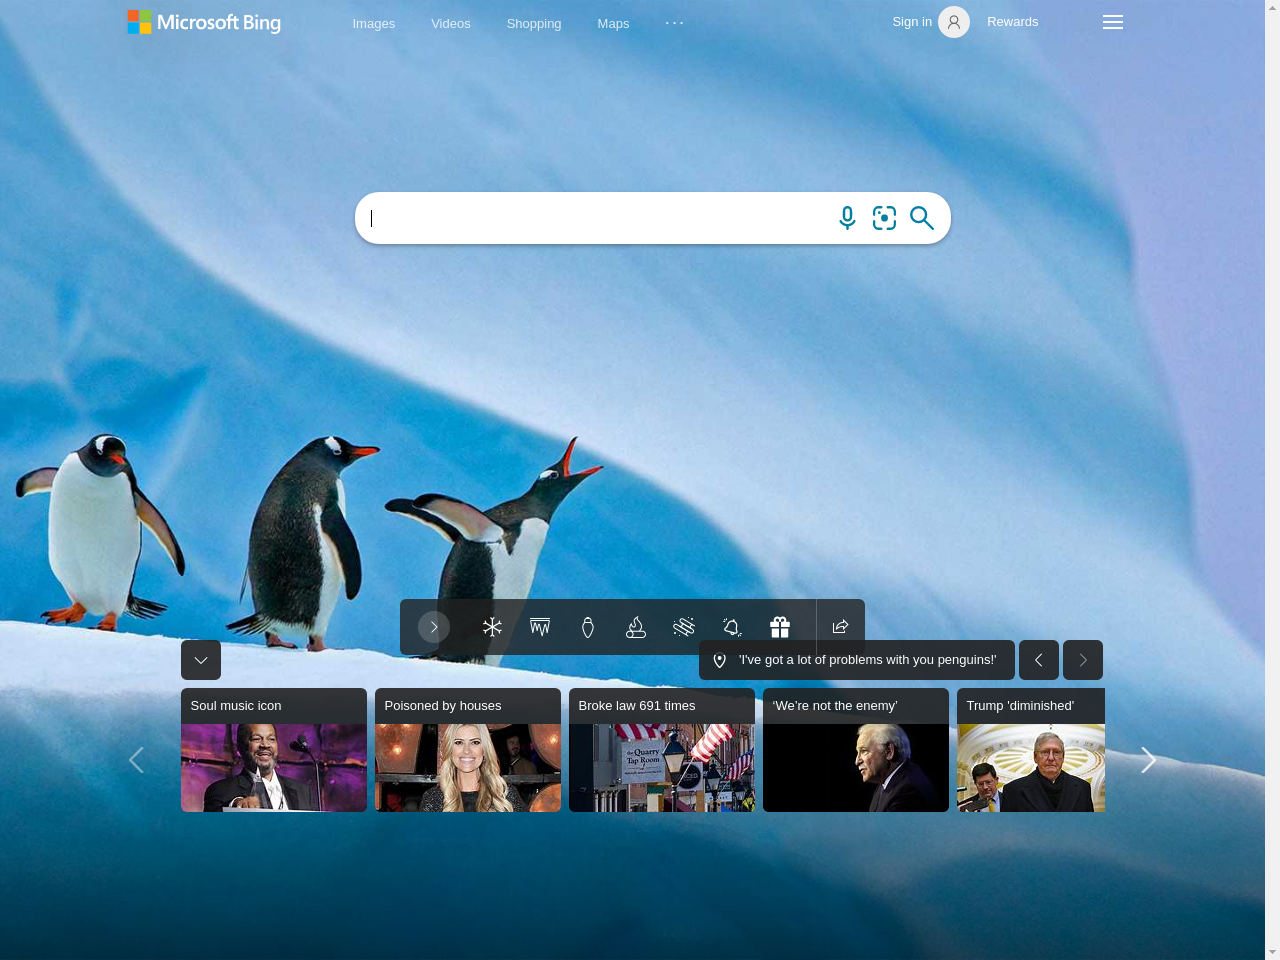 Microsoft Bing
Images
Videos
Shopping
Maps
Sign in
Rewards
'I've got a lot of problems with you penguins!'
Soul music icon
Poisoned by houses
Broke law 691 times
‘We’re not the enemy’
Trump 'diminished'
the Quarry
Tap Room